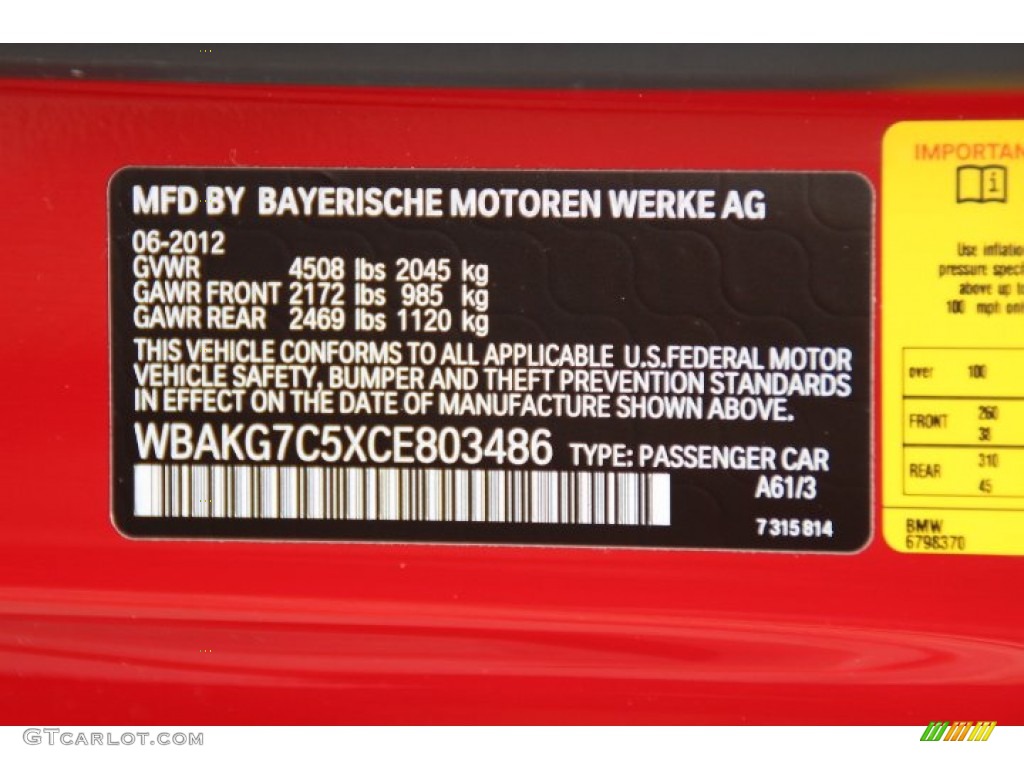 MFD BY BAYERISCHE MOTOREN WERKE AG
06-2012
GVWR 4508 lbs 2045 kg
GAWR FRONT 2172 lbs 985 kg
GAWR REAR 2469 lbs 1120 kg
THIS VEHICLE CONFORMS TO ALL APPLICABLE U.S.FEDERAL MOTOR
VEHICLE SAFETY, BUMPER AND THEFT PREVENTION STANDARDS
IN EFFECT ON THE DATE OF MANUFACTURE SHOWN ABOVE.
WBAKG7C5XCE803486 TYPE: PASSENGER CAR
A61/3
7 315 814
IMPORTAN
i
Use inflatio
pressure speci
above up to
100 mph onl
over 100
FRONT 260
38
REAR 310
45
BMW
6798370
GTCARLOT.COM